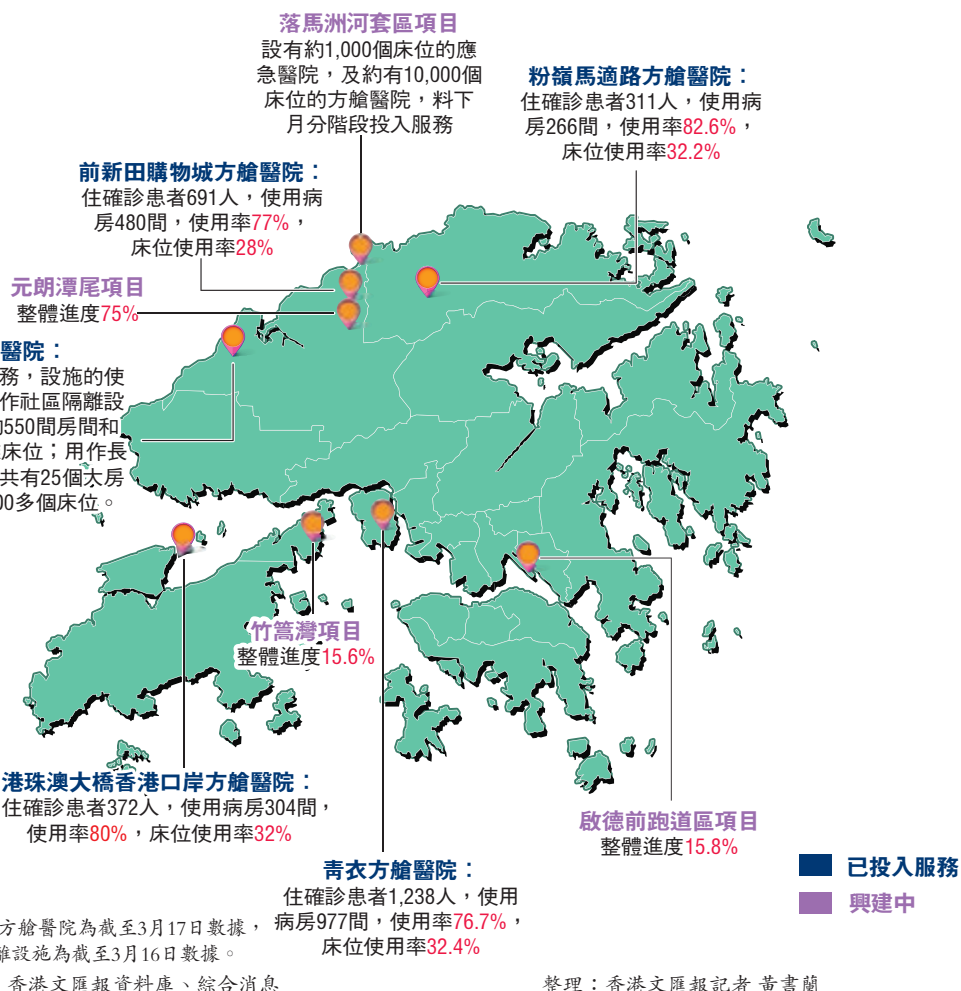 落馬洲河套區項目
設有約1,000個床位的應
急醫院，及約有10,000個
床位的方艙醫院，料下
月分階段投入服務
粉嶺馬適路方艙醫院：
住確診患者311人，使用病
房266間，使用率82.6%，
床位使用率32.2%
前新田購物城方艙醫院：
住確診患者691人，使用病
房480間，使用率77%，
床位使用率28%
元朗潭尾項目
整體進度75%
醫院：
務，設施的使
作社區隔離設
550間房間和
床位；用作長
共有25個大房
00多個床位。
竹篙灣項目
整體進度15.6%
港珠澳大橋香港口岸方艙醫院：
住確診患者372人，使用病房304間，
使用率80%，床位使用率32%
啟德前跑道區項目
整體進度15.8%
青衣方艙醫院：
住確診患者1,238人，使用
病房977間，使用率76.7%，
床位使用率32.4%
已投入服務
興建中
方艙醫院為截至3月17日數據，
離設施為截至3月16日數據。
香港文匯報資料庫、綜合消息
整理：香港文匯報記者 黃書蘭